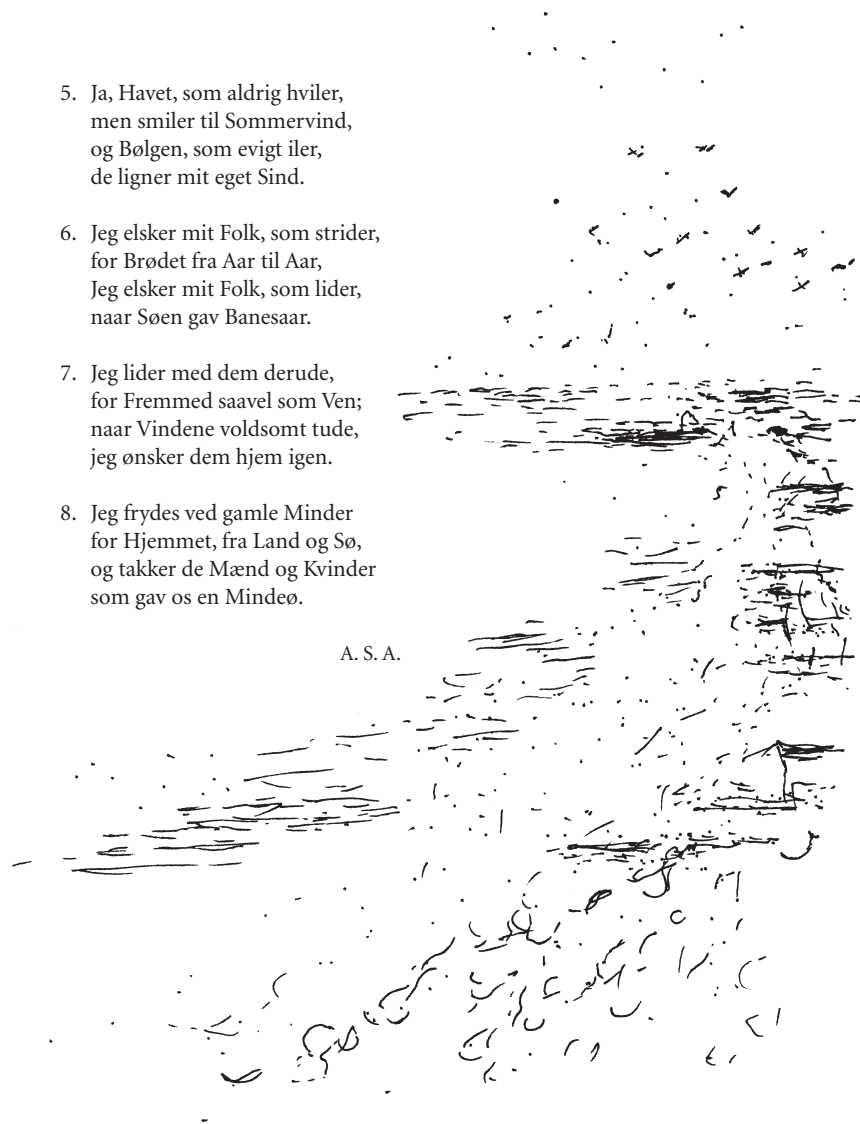 5. Ja, Havet, som aldrig hviler,
men smiler til Sommervind,
og Bølgen, som evigt iler,
de ligner mit eget Sind.
6. Jeg elsker mit Folk, som strider,
for Brødet fra Aar til Aar,
Jeg elsker mit Folk, som lider,
naar Søen gav Banesaar.
7. Jeg lider med dem derude,
for Fremmed saavel som Ven;
naar Vindene voldsomt tude,
jeg ønsker dem hjem igen.
8. Jeg frydes ved gamle Minder
for Hjemmet, fra Land og Sø,
og takker de Mænd og Kvinder
som gav os en Mindeø.
A. S. A.